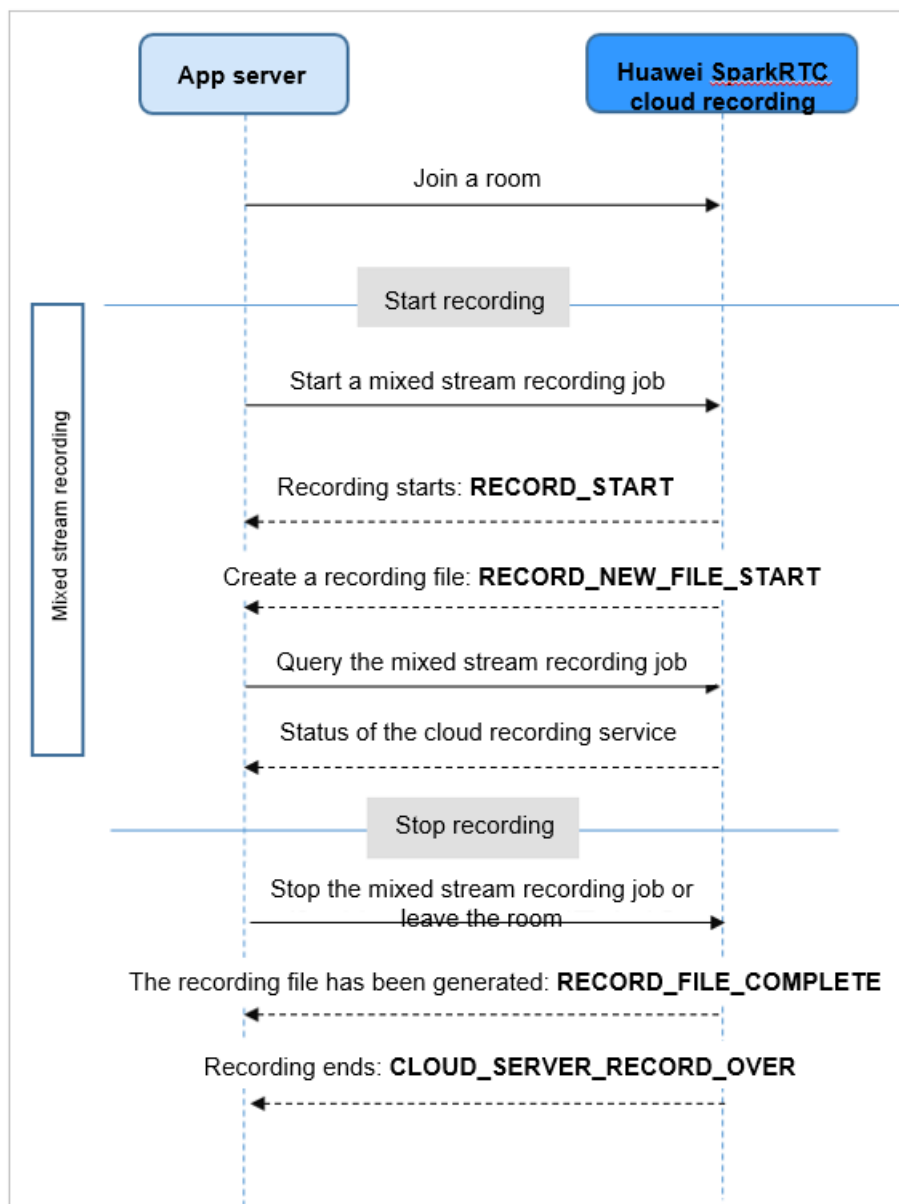 App server
Huawei SparkRTC
cloud recording
Join a room
Start recording
Mixed stream recording
Start a mixed stream recording job
Recording starts: RECORD_START
Create a recording file: RECORD_NEW_FILE_START
Query the mixed stream recording job
Status of the cloud recording service
Stop recording
Stop the mixed stream recording job or
leave the room
The recording file has been generated: RECORD_FILE_COMPLETE
Recording ends: CLOUD_SERVER_RECORD_OVER